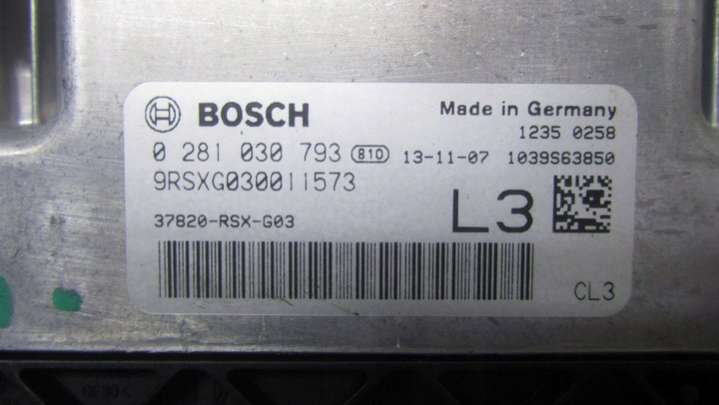 BOSCH
Made in Germany
1235 0258
0 281 030 793 810 13-11-07 1039S63850
9RSXG030011573
37820-RSX-G03
L3
CL3